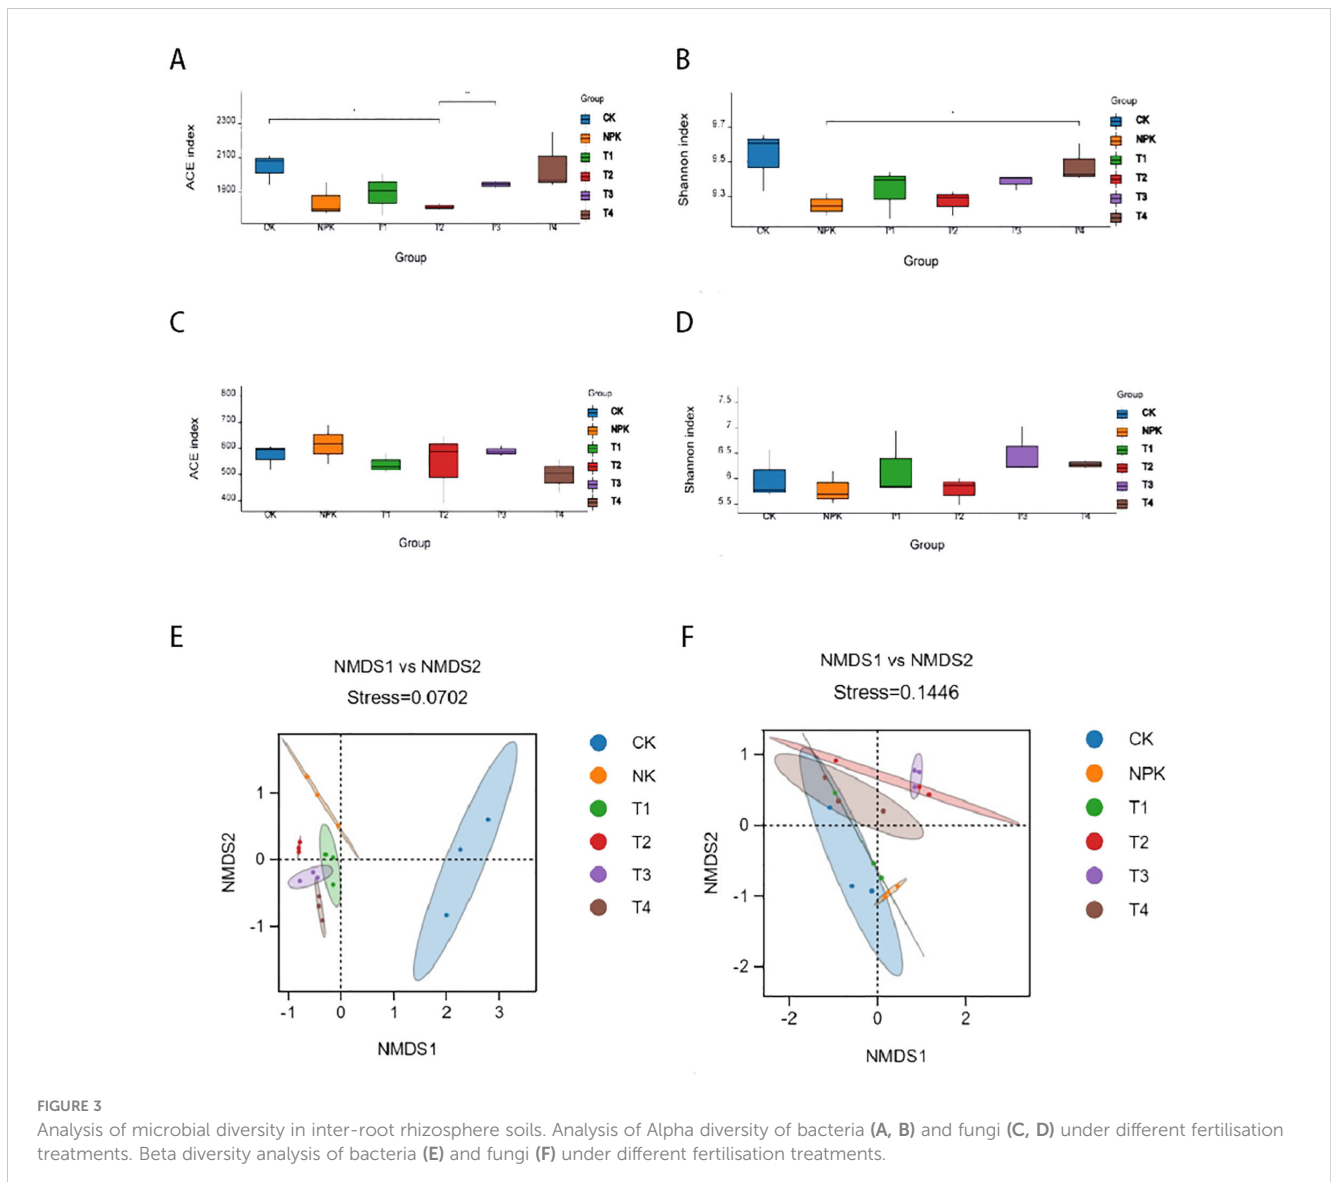 A
ACE index
2300
2100
1900
*
**
CK
NPK
T1
T2
T3
T4
Group
Group
CK
NPK
T1
T2
T3
T4
B
Shannon index
9.7
9.5
9.3
*
CK
NPK
T1
T2
T3
T4
Group
Group
CK
NPK
T1
T2
T3
T4
C
ACE index
800
700
600
500
400
CK
NPK
T1
T2
T3
T4
Group
Group
CK
NPK
T1
T2
T3
T4
D
Shannon index
7.5
7
6.5
6
5.5
CK
NPK
T1
T2
T3
T4
Group
Group
CK
NPK
T1
T2
T3
T4
E
NMDS1 vs NMDS2
Stress=0.0702
NMDS2
1
0
-1
-1
0
1
2
3
NMDS1
CK
NK
T1
T2
T3
T4
F
NMDS1 vs NMDS2
Stress=0.1446
NMDS2
1
0
-1
-2
-2
0
2
NMDS1
CK
NPK
T1
T2
T3
T4
FIGURE 3
Analysis of microbial diversity in inter-root rhizosphere soils. Analysis of Alpha diversity of bacteria (A, B) and fungi (C, D) under different fertilisation
treatments. Beta diversity analysis of bacteria (E) and fungi (F) under different fertilisation treatments.